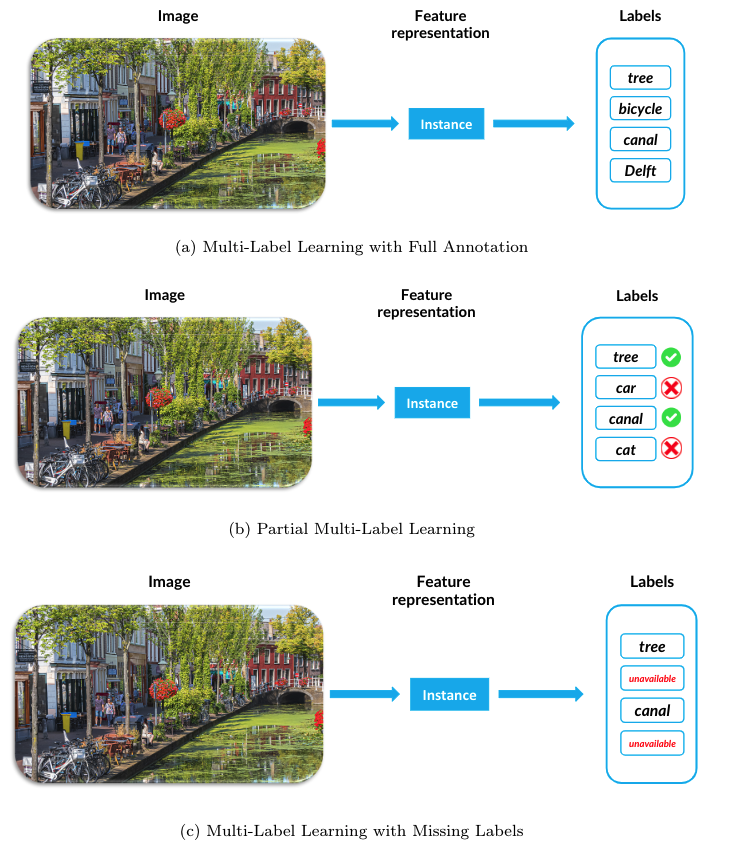 Image
Feature
representation
Labels
Instance
tree
bicycle
canal
Delft
(a) Multi-Label Learning with Full Annotation
Image
Feature
representation
Labels
Instance
tree
car
canal
cat
(b) Partial Multi-Label Learning
Image
Feature
representation
Labels
Instance
tree
unavailable
canal
unavailable
(c) Multi-Label Learning with Missing Labels